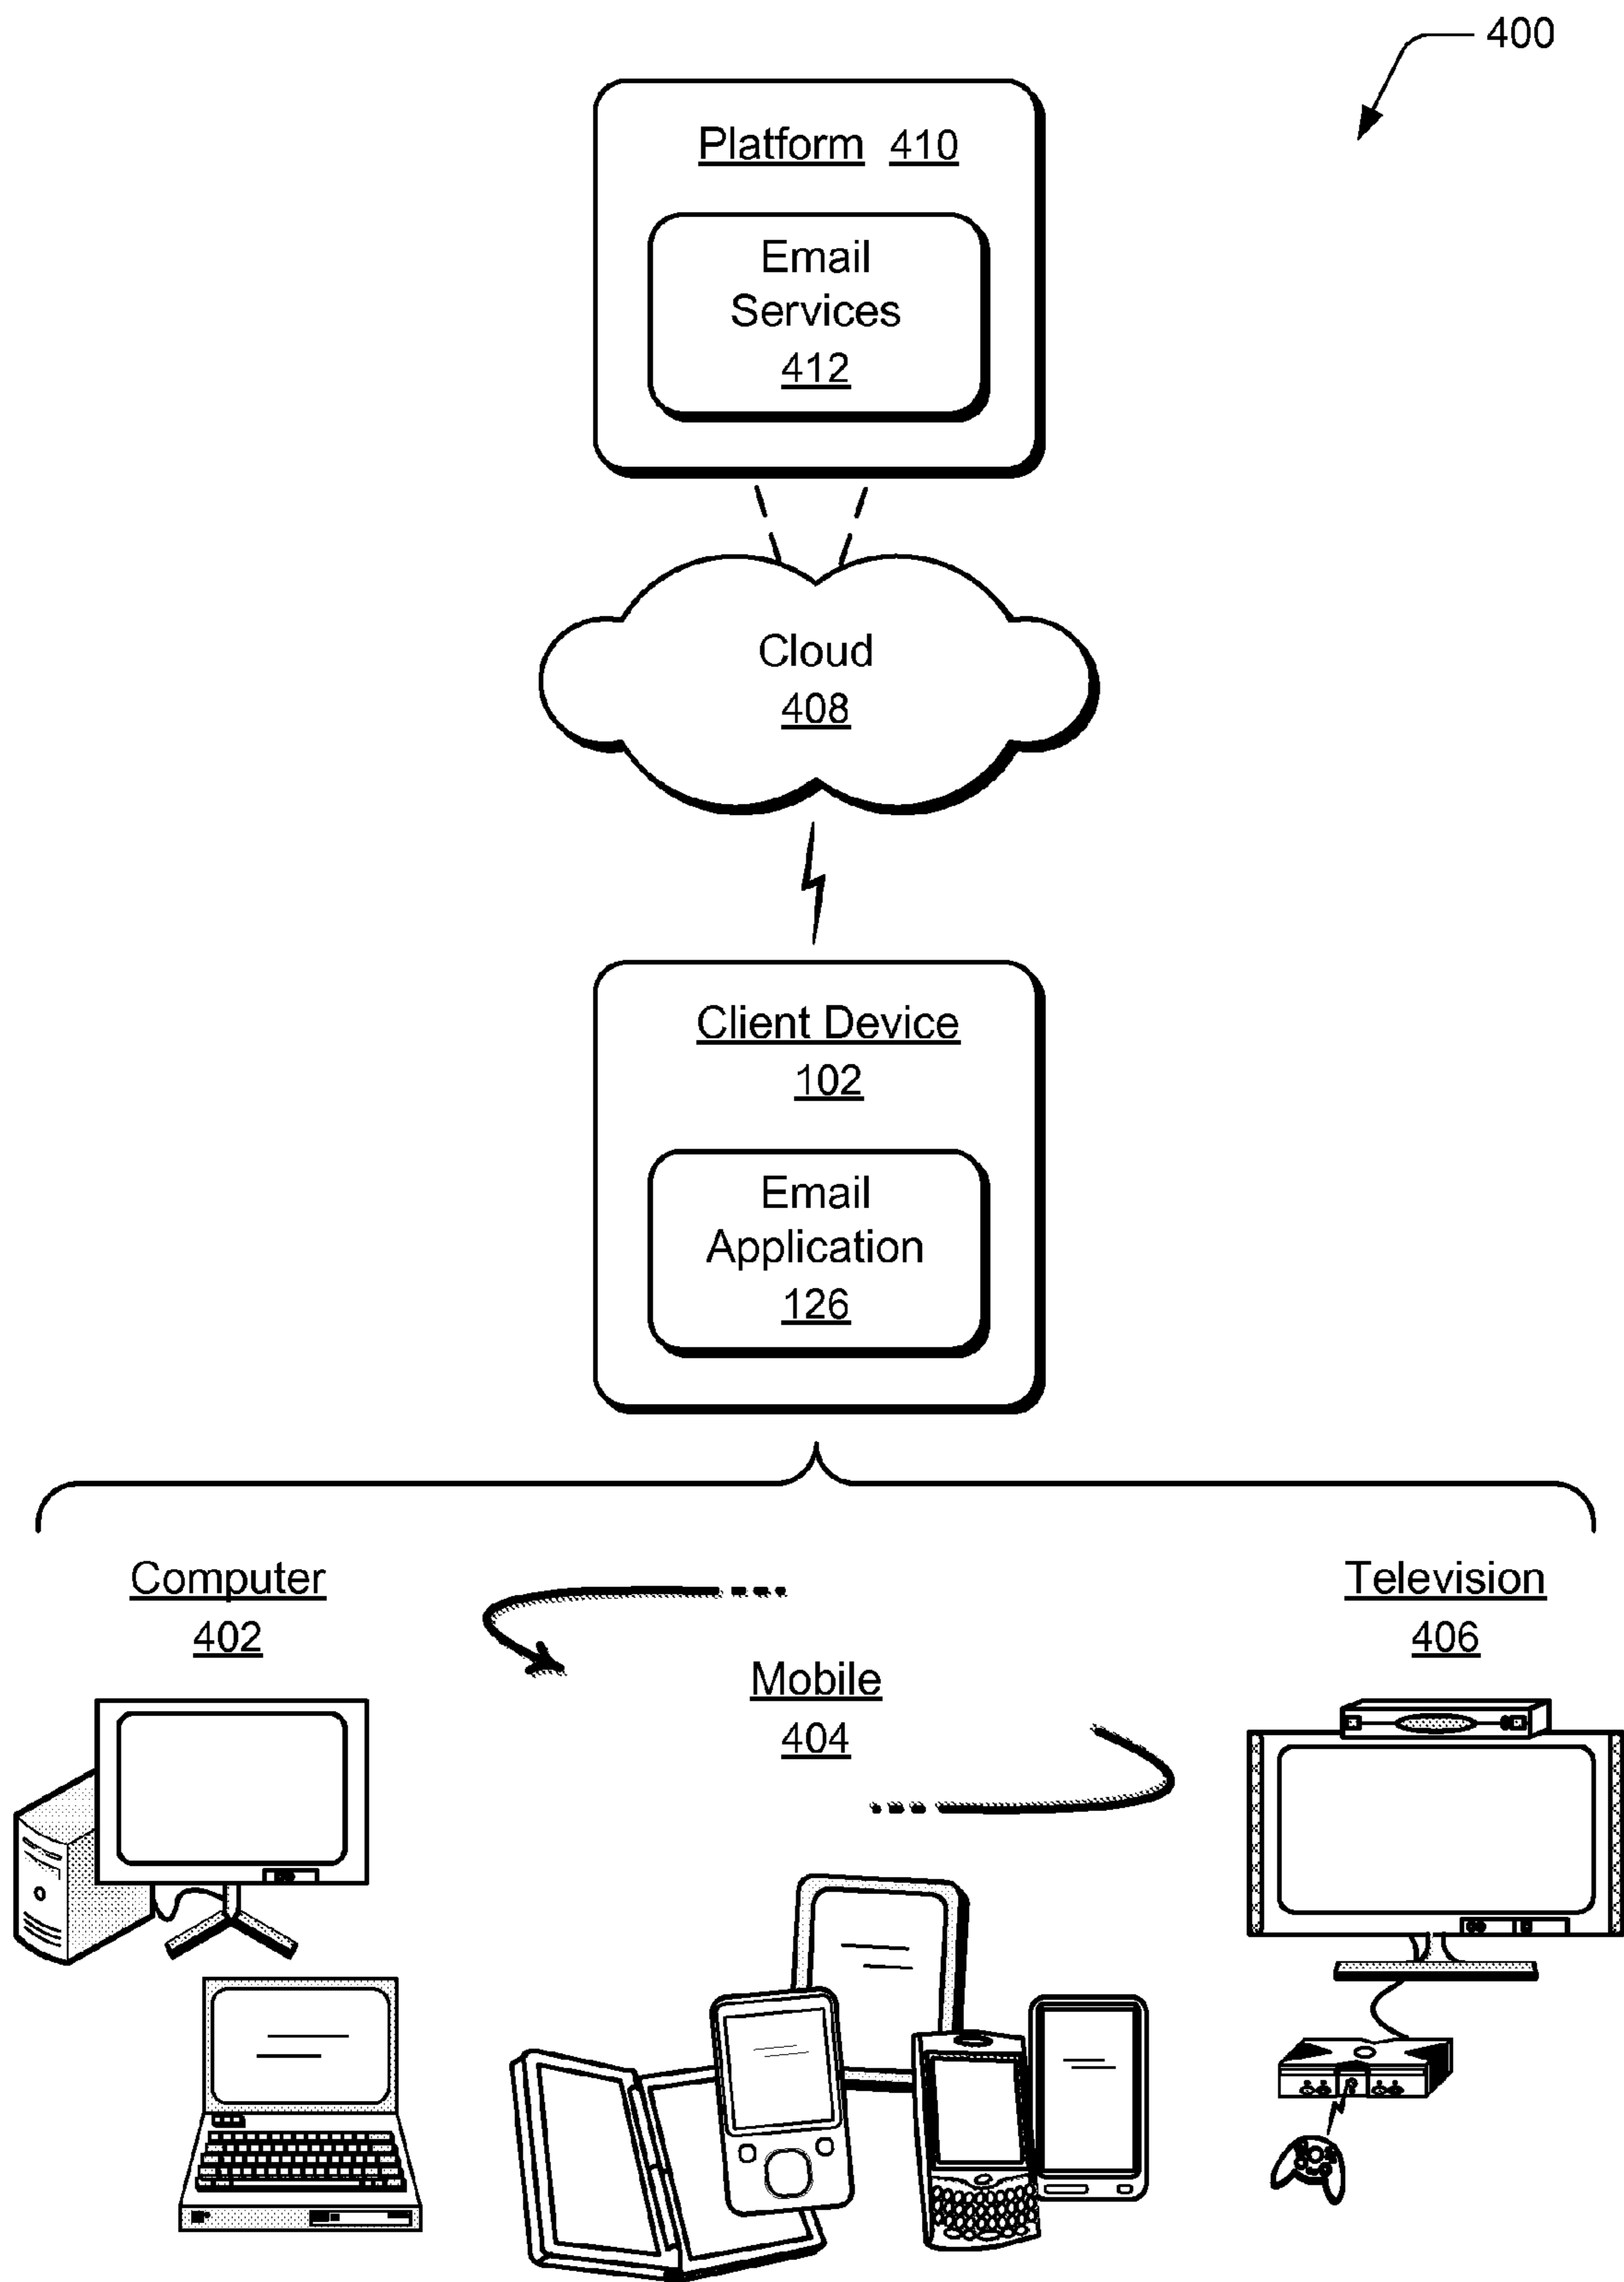 400
Platform 410
Email
Services
412
Cloud
408
Client Device
102
Email
Application
126
Computer
402
Mobile
404
Television
406